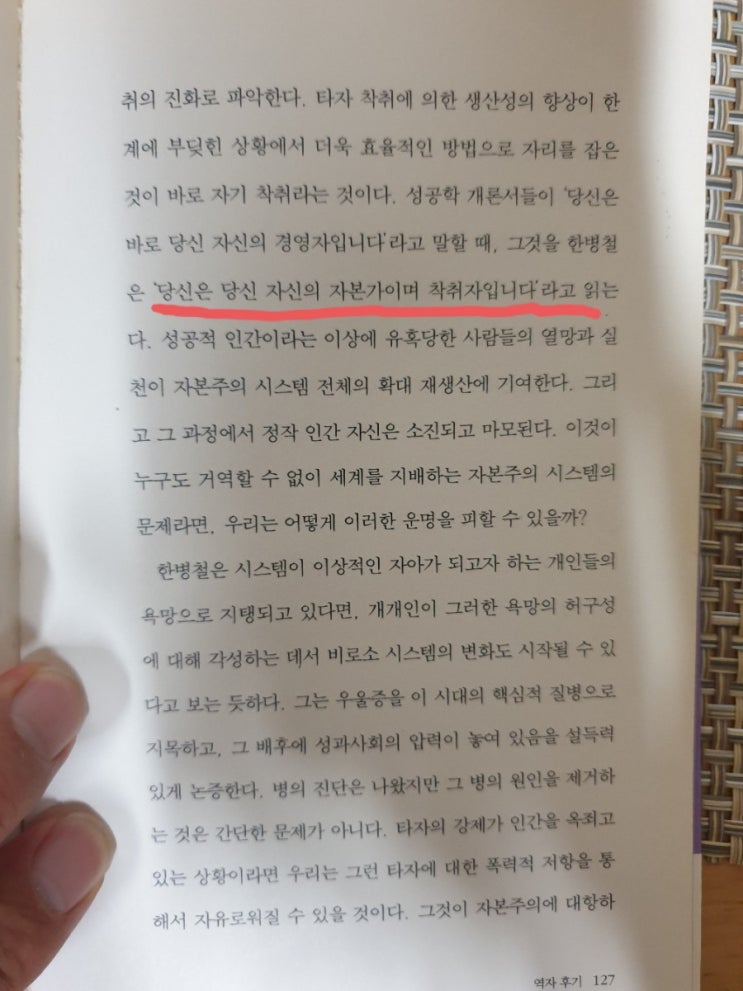 취의 진화로 파악한다. 타자 착취에 의한 생산성의 향상이 한
계에 부딪힌 상황에서 더욱 효율적인 방법으로 자리를 잡은
것이 바로 자기 착취라는 것이다. 성공학 개론서들이 ‘당신은
바로 당신 자신의 경영자입니다’라고 말할 때, 그것을 한병철
은 ‘당신은 당신 자신의 자본가이며 착취자입니다’라고 읽는
다. 성공적 인간이라는 이상에 유혹당한 사람들의 열망과 실
천이 자본주의 시스템 전체의 확대 재생산에 기여한다. 그리
고 그 과정에서 정작 인간 자신은 소진되고 마모된다. 이것이
누구도 거역할 수 없이 세계를 지배하는 자본주의 시스템의
문제라면, 우리는 어떻게 이러한 운명을 피할 수 있을까?
한병철은 시스템이 이상적인 자아가 되고자 하는 개인들의
욕망으로 지탱되고 있다면, 개개인이 그러한 욕망의 허구성
에 대해 각성하는 데서 비로소 시스템의 변화도 시작될 수 있
다고 보는 듯하다. 그는 우울증을 이 시대의 핵심적 질병으로
지목하고, 그 배후에 성과사회의 압력이 놓여 있음을 설득력
있게 논증한다. 병의 진단은 나왔지만 그 병의 원인을 제거하
는 것은 간단한 문제가 아니다. 타자의 강제가 인간을 옥죄고
있는 상황이라면 우리는 그런 타자에 대한 폭력적 저항을 통
해서 자유로워질 수 있을 것이다. 그것이 자본주의에 대항하
역자 후기 127